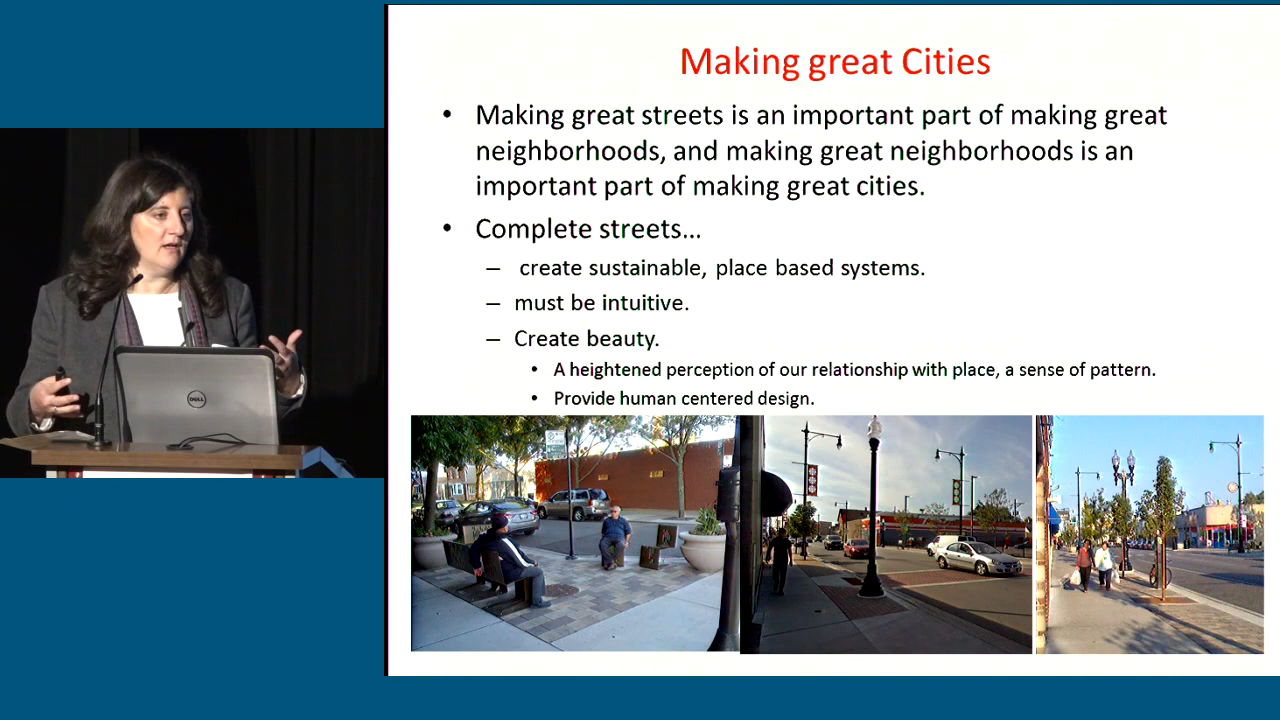 Making great Cities
• Making great streets is an important part of making great
neighborhoods, and making great neighborhoods is an
important part of making great cities.
• Complete streets…
– create sustainable, place based systems.
– must be intuitive.
– Create beauty.
• A heightened perception of our relationship with place, a sense of pattern.
• Provide human centered design.
DELL